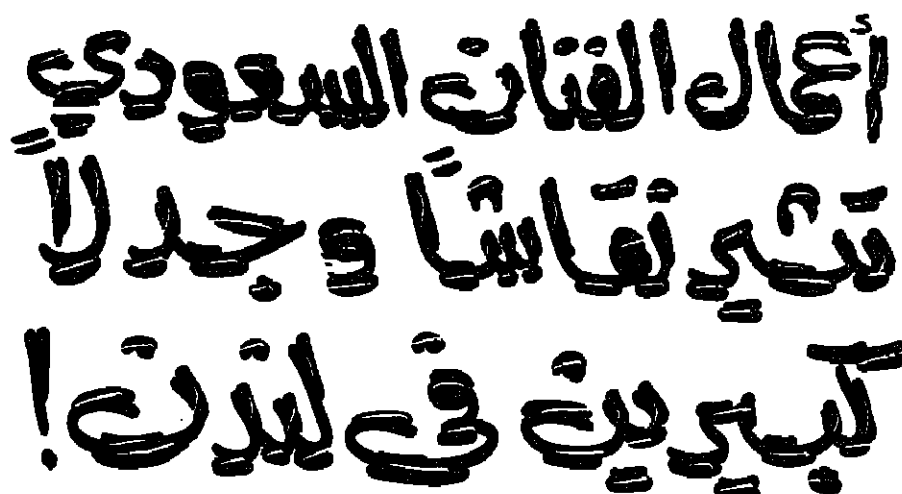 أعمال الفنان السعودي
تثير نقاشاً وجدلاً
كبيرين في لندن!